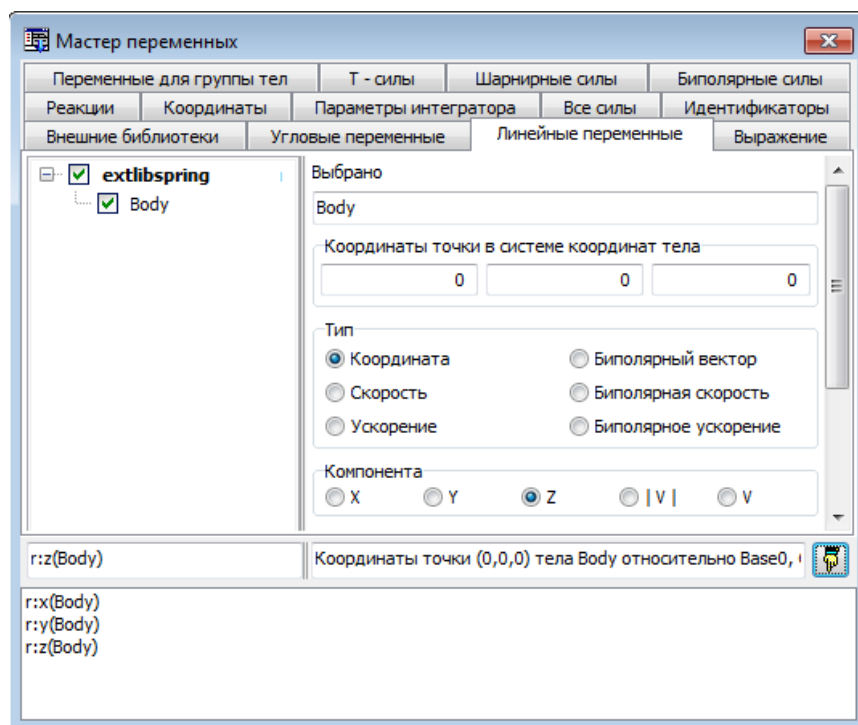 Мастер переменных
Переменные для группы тел Т - силы Шарнирные силы Биполярные силы
Реакции Координаты Параметры интегратора Все силы Идентификаторы
Внешние библиотеки Угловые переменные Линейные переменные Выражение
extlibspring
Body
Выбрано
Body
Координаты точки в системе координат тела
0 0 0
Тип
Координата Биполярный вектор
Скорость Биполярная скорость
Ускорение Биполярное ускорение
Компонента
X Y Z | V | V
r:z(Body) Координаты точки (0,0,0) тела Body относительно Base0,
r:x(Body)
r:y(Body)
r:z(Body)